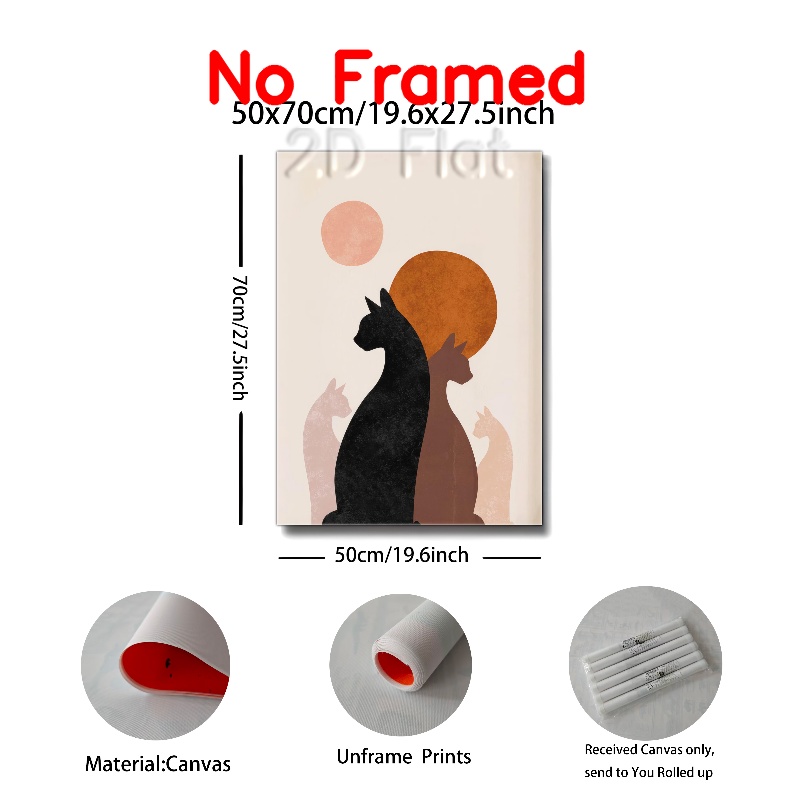 No Framed
50x70cm/19.6x27.5inch
2D Flat
70cm/27.5inch
50cm/19.6inch
Material:Canvas
Unframe Prints
Received Canvas only,
send to You Rolled up